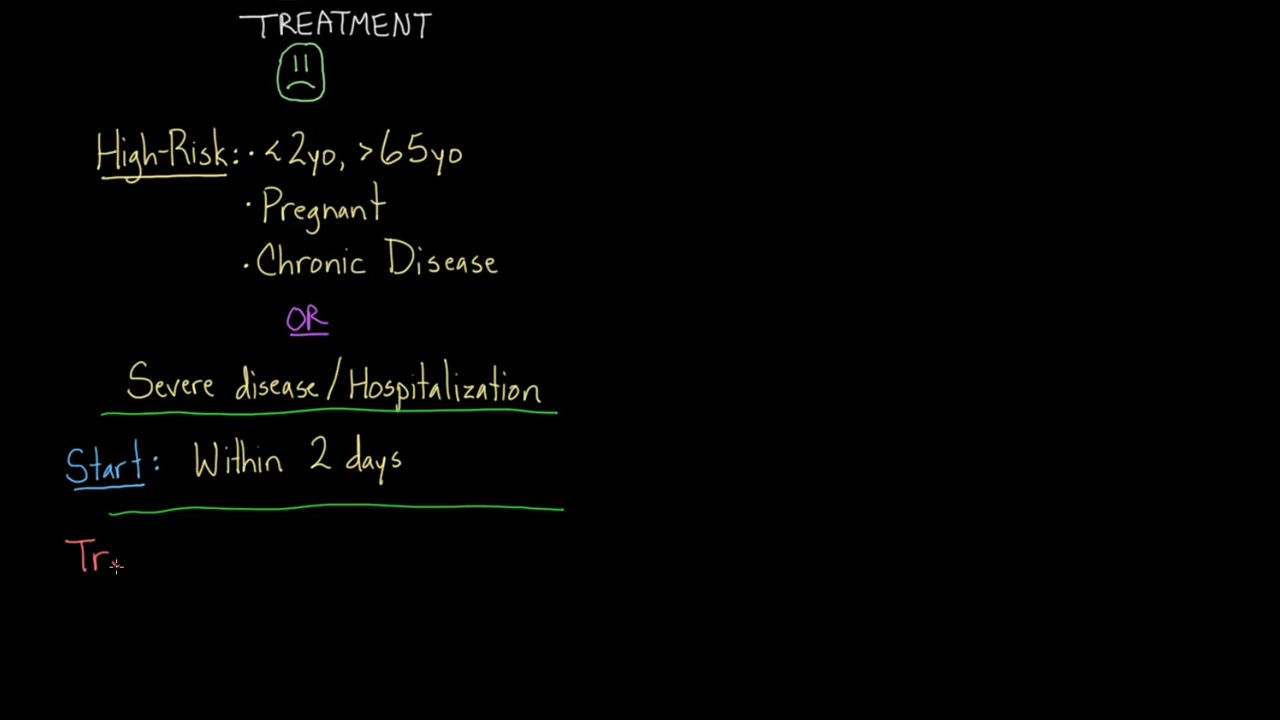 TREATMENT
High-Risk: · <2yo, >65yo
· Pregnant
· Chronic Disease
OR
Severe disease/Hospitalization
Start: Within 2 days
Tr